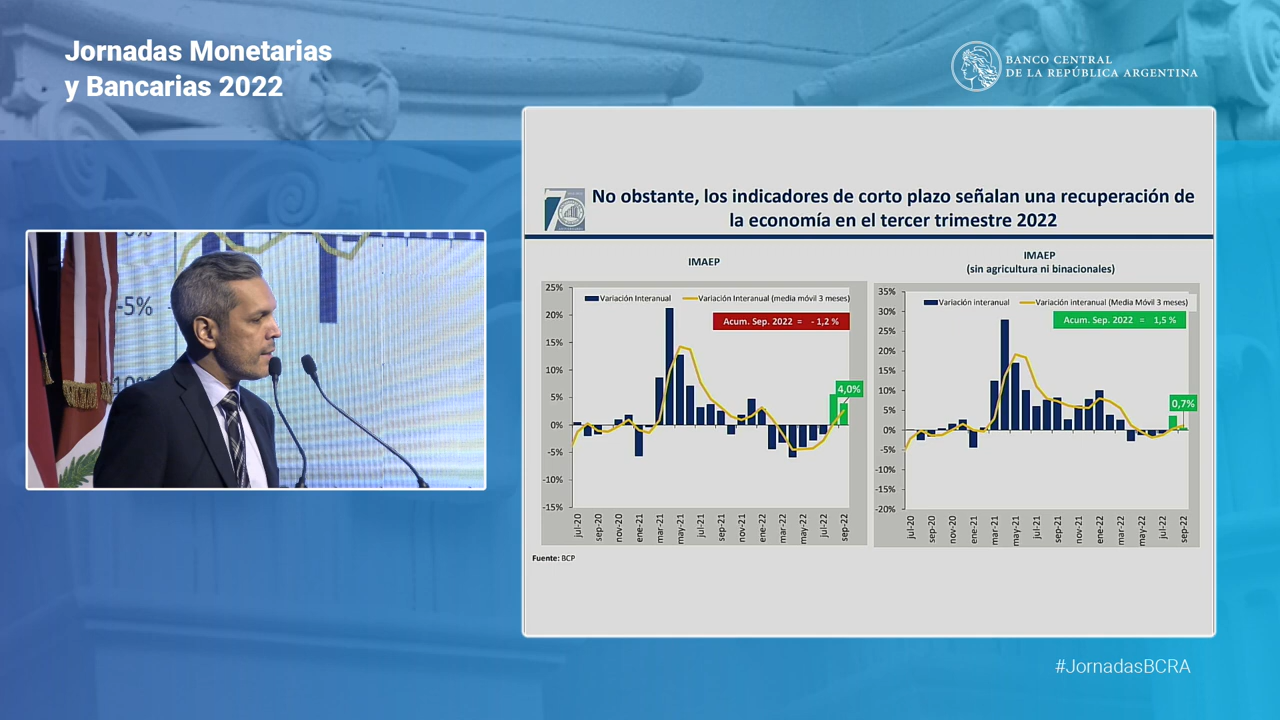 Jornadas Monetarias
y Bancarias 2022
BANCO CENTRAL
DE LA REPÚBLICA ARGENTINA
-5%
No obstante, los indicadores de corto plazo señalan una recuperación de
la economía en el tercer trimestre 2022
IMAEP
25%
20%
15%
10%
5%
0%
-5%
-10%
-15%
Variación Interanual
Variación Interanual (media móvil 3 meses)
Acum. Sep. 2022 = - 1,2 %
4,0%
jul-20
sep-20
nov-20
ene-21
mar-21
may-21
jul-21
sep-21
nov-21
ene-22
mar-22
may-22
jul-22
sep-22
IMAEP
(sin agricultura ni binacionales)
35%
30%
25%
20%
15%
10%
5%
0%
-5%
-10%
-15%
-20%
Variación interanual
Variación interanual (Media Móvil 3 meses)
Acum. Sep. 2022 = 1,5 %
0,7%
jul-20
sep-20
nov-20
ene-21
mar-21
may-21
jul-21
sep-21
nov-21
ene-22
mar-22
may-22
jul-22
sep-22
Fuente: BCP
#JornadasBCRA